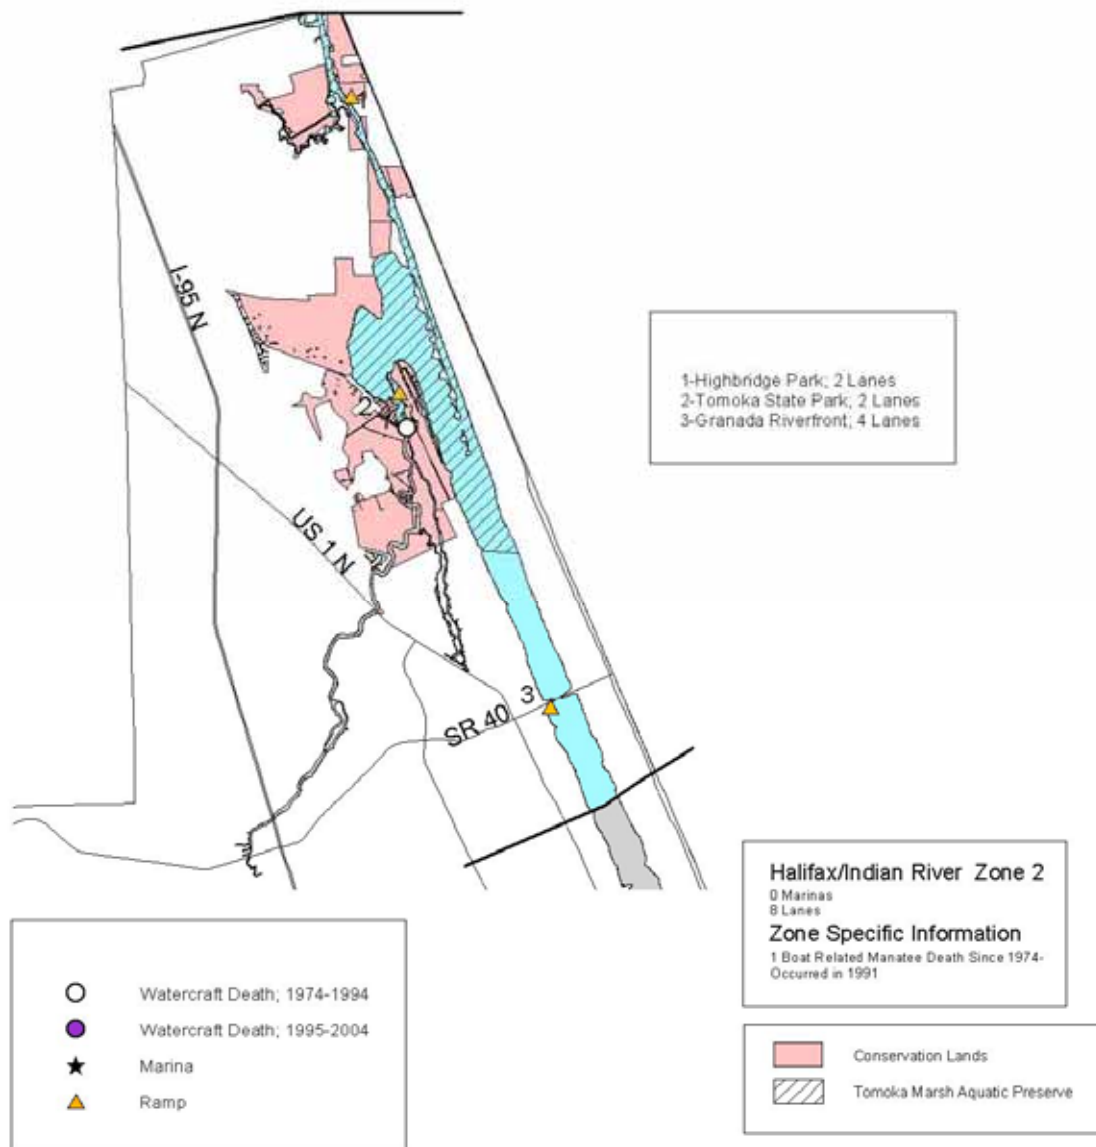 I-95 N
1-Highbridge Park; 2 Lanes
2-Tomoka State Park; 2 Lanes
3-Granada Riverfront; 4 Lanes
2
US 1 N
3
SR 40
Halifax/Indian River Zone 2
0 Marinas
8 Lanes
Zone Specific Information
1 Boat Related Manatee Death Since 1974-
Occurred in 1991
Watercraft Death; 1974-1994
Watercraft Death; 1995-2004
Marina
Ramp
Conservation Lands
Tomoka Marsh Aquatic Preserve